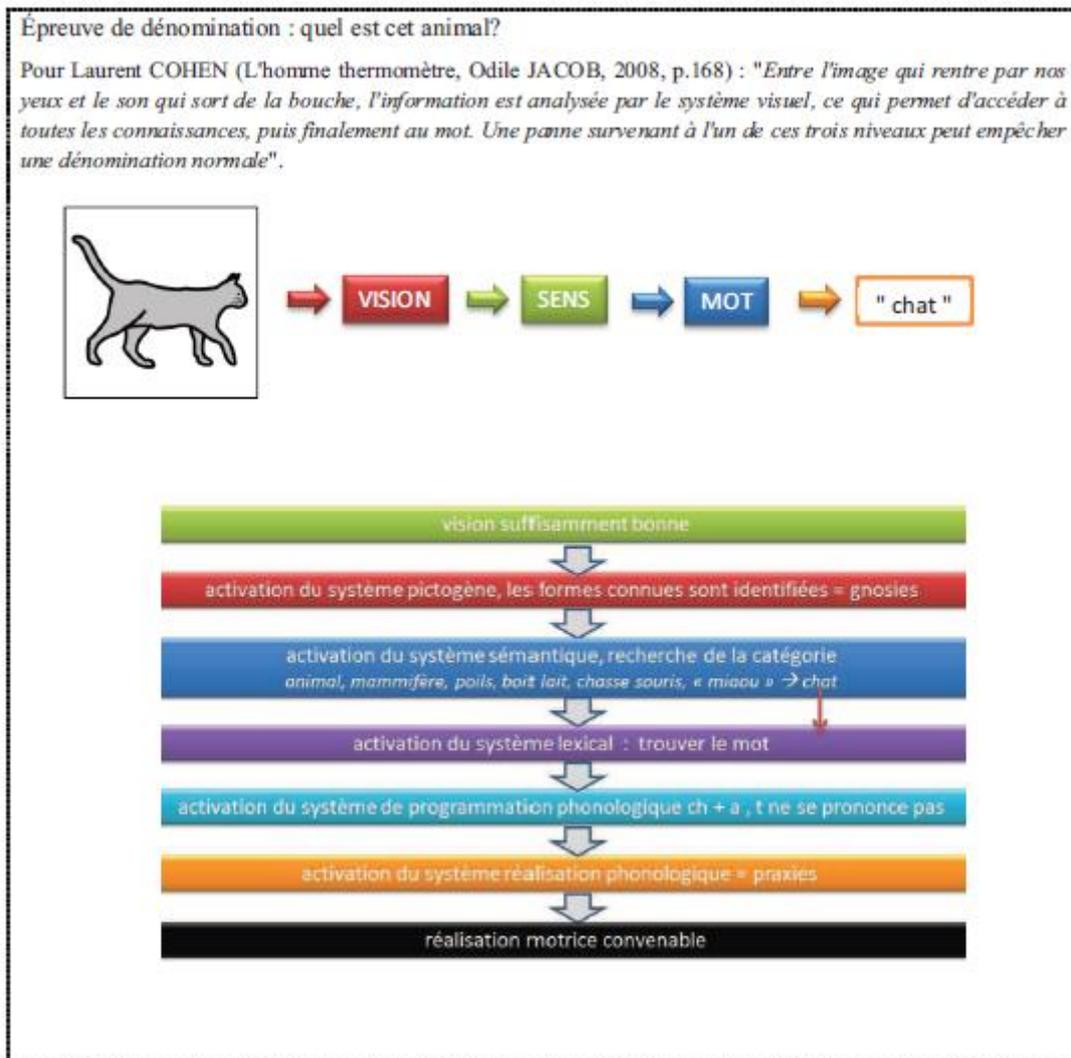 Épreuve de dénomination : quel est cet animal?
Pour Laurent COHEN (L'homme thermomètre, Odile JACOB, 2008, p.168) : "Entre l'image qui rentre par nos
yeux et le son qui sort de la bouche, l'information est analysée par le système visuel, ce qui permet d'accéder à
toutes les connaissances, puis finalement au mot. Une panne survenant à l'un de ces trois niveaux peut empêcher
une dénomination normale".
VISION
SENS
MOT
" chat "
vision suffisamment bonne
activation du système pictogène, les formes connues sont identifiées = gnosies
activation du système sémantique, recherche de la catégorie
animal, mammifère, poils, boit lait, chasse souris, « miaou » → chat
activation du système lexical : trouver le mot
activation du système de programmation phonologique ch + a , t ne se prononce pas
activation du système réalisation phonologique = praxies
réalisation motrice convenable